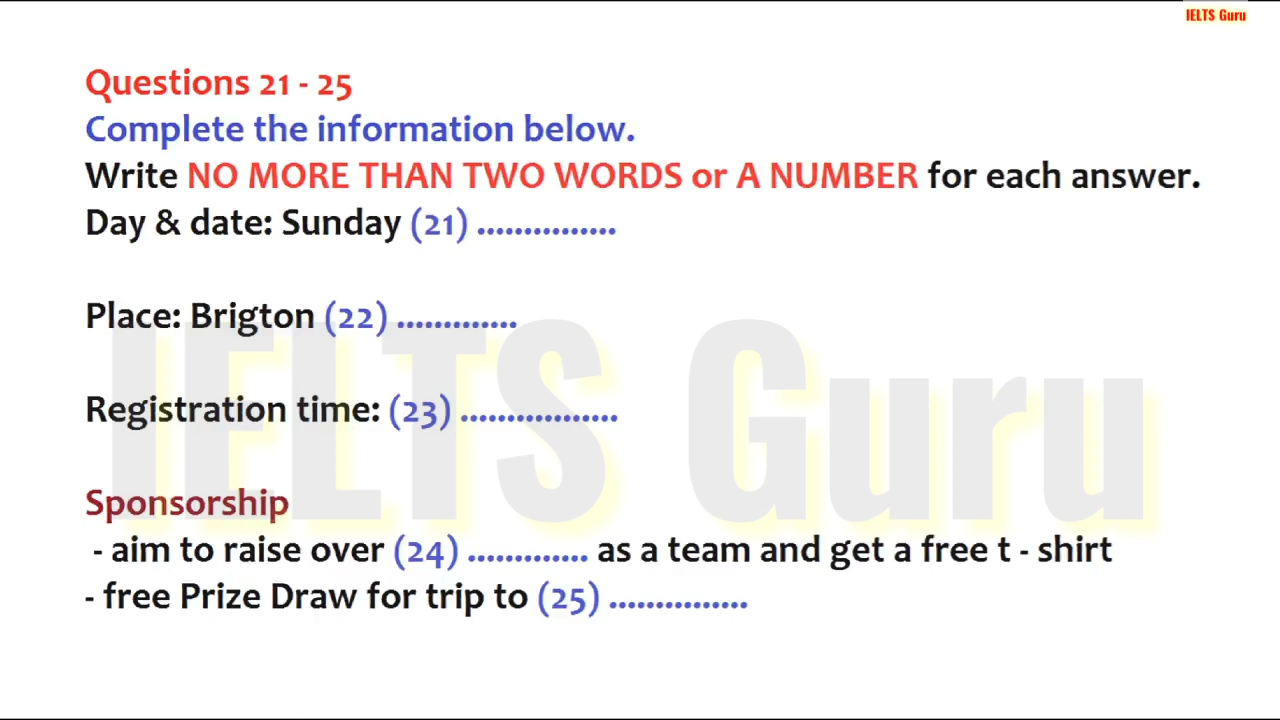 IELTS Guru
Questions 21 - 25
Complete the information below.
Write NO MORE THAN TWO WORDS or A NUMBER for each answer.
Day & date: Sunday (21) ...............
Place: Brigton (22) .............
Registration time: (23) .................
IELTS Guru
Sponsorship
- aim to raise over (24) ............. as a team and get a free t - shirt
- free Prize Draw for trip to (25) ...............